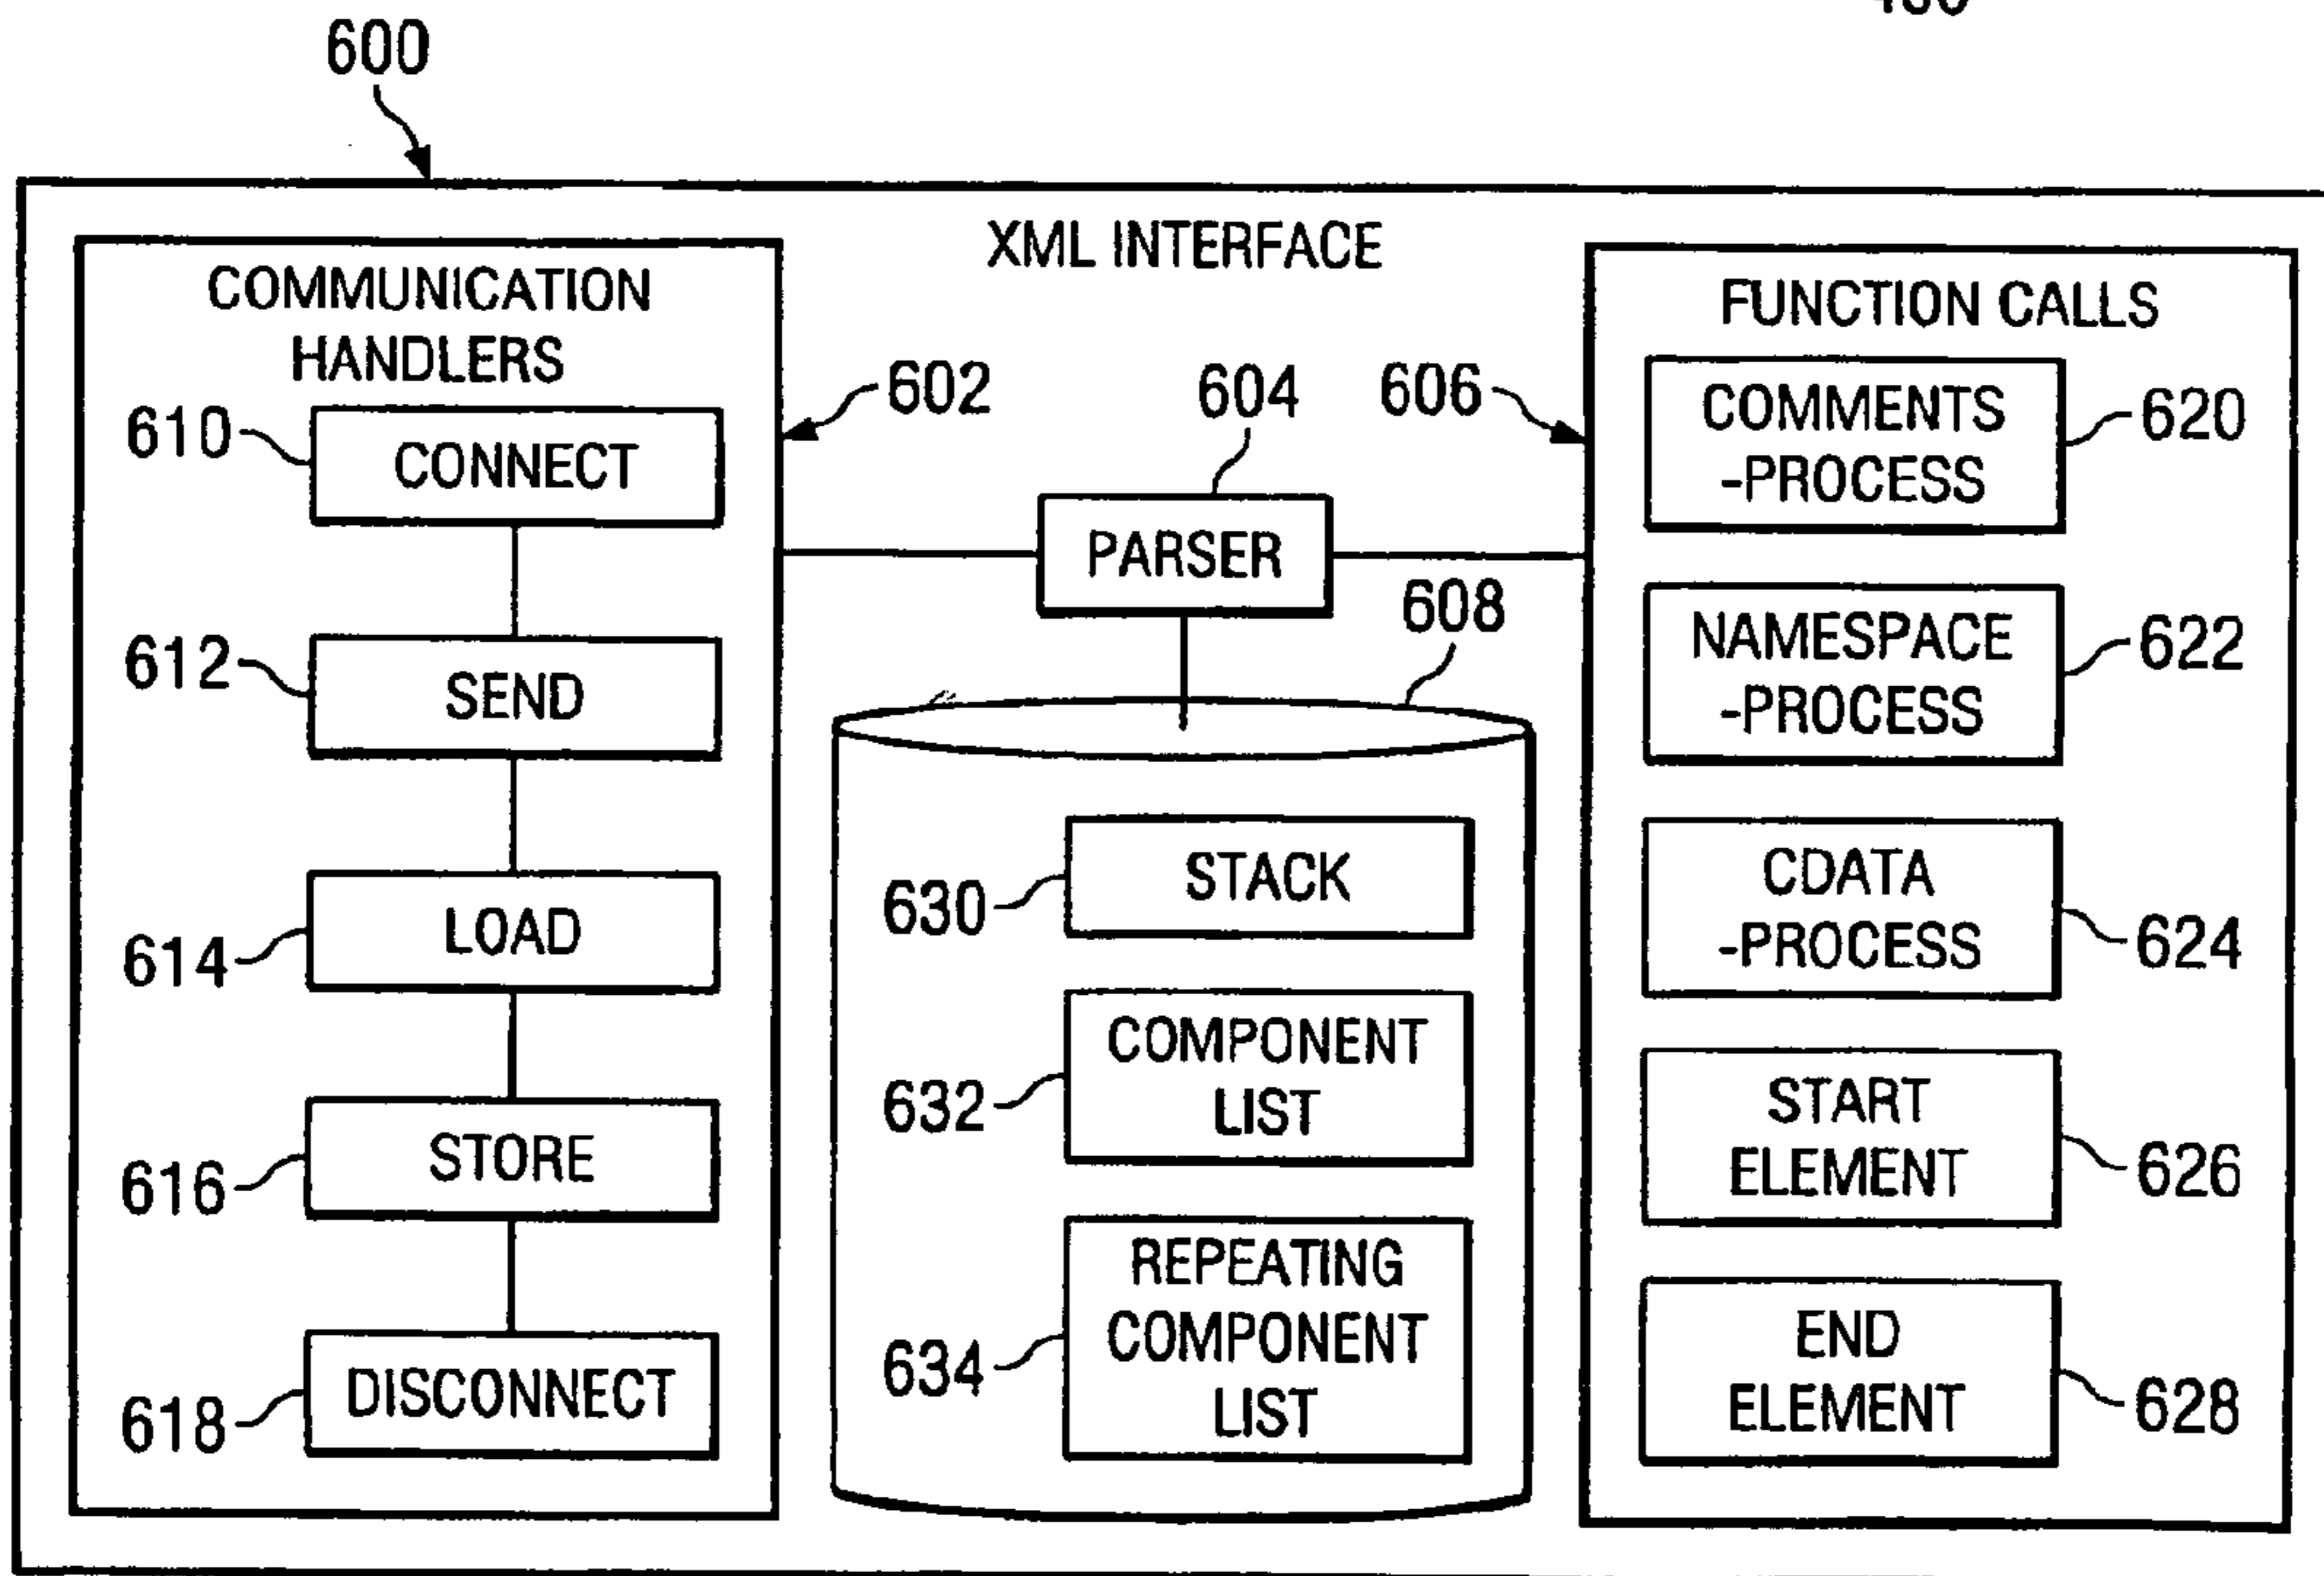 600
XML INTERFACE
COMMUNICATION
HANDLERS
602
610
CONNECT
612
SEND
614
LOAD
616
STORE
618
DISCONNECT
604
PARSER
608
630
STACK
632
COMPONENT
LIST
634
REPEATING
COMPONENT
LIST
606
FUNCTION CALLS
COMMENTS
-PROCESS
620
NAMESPACE
-PROCESS
622
CDATA
-PROCESS
624
START
ELEMENT
626
END
ELEMENT
628